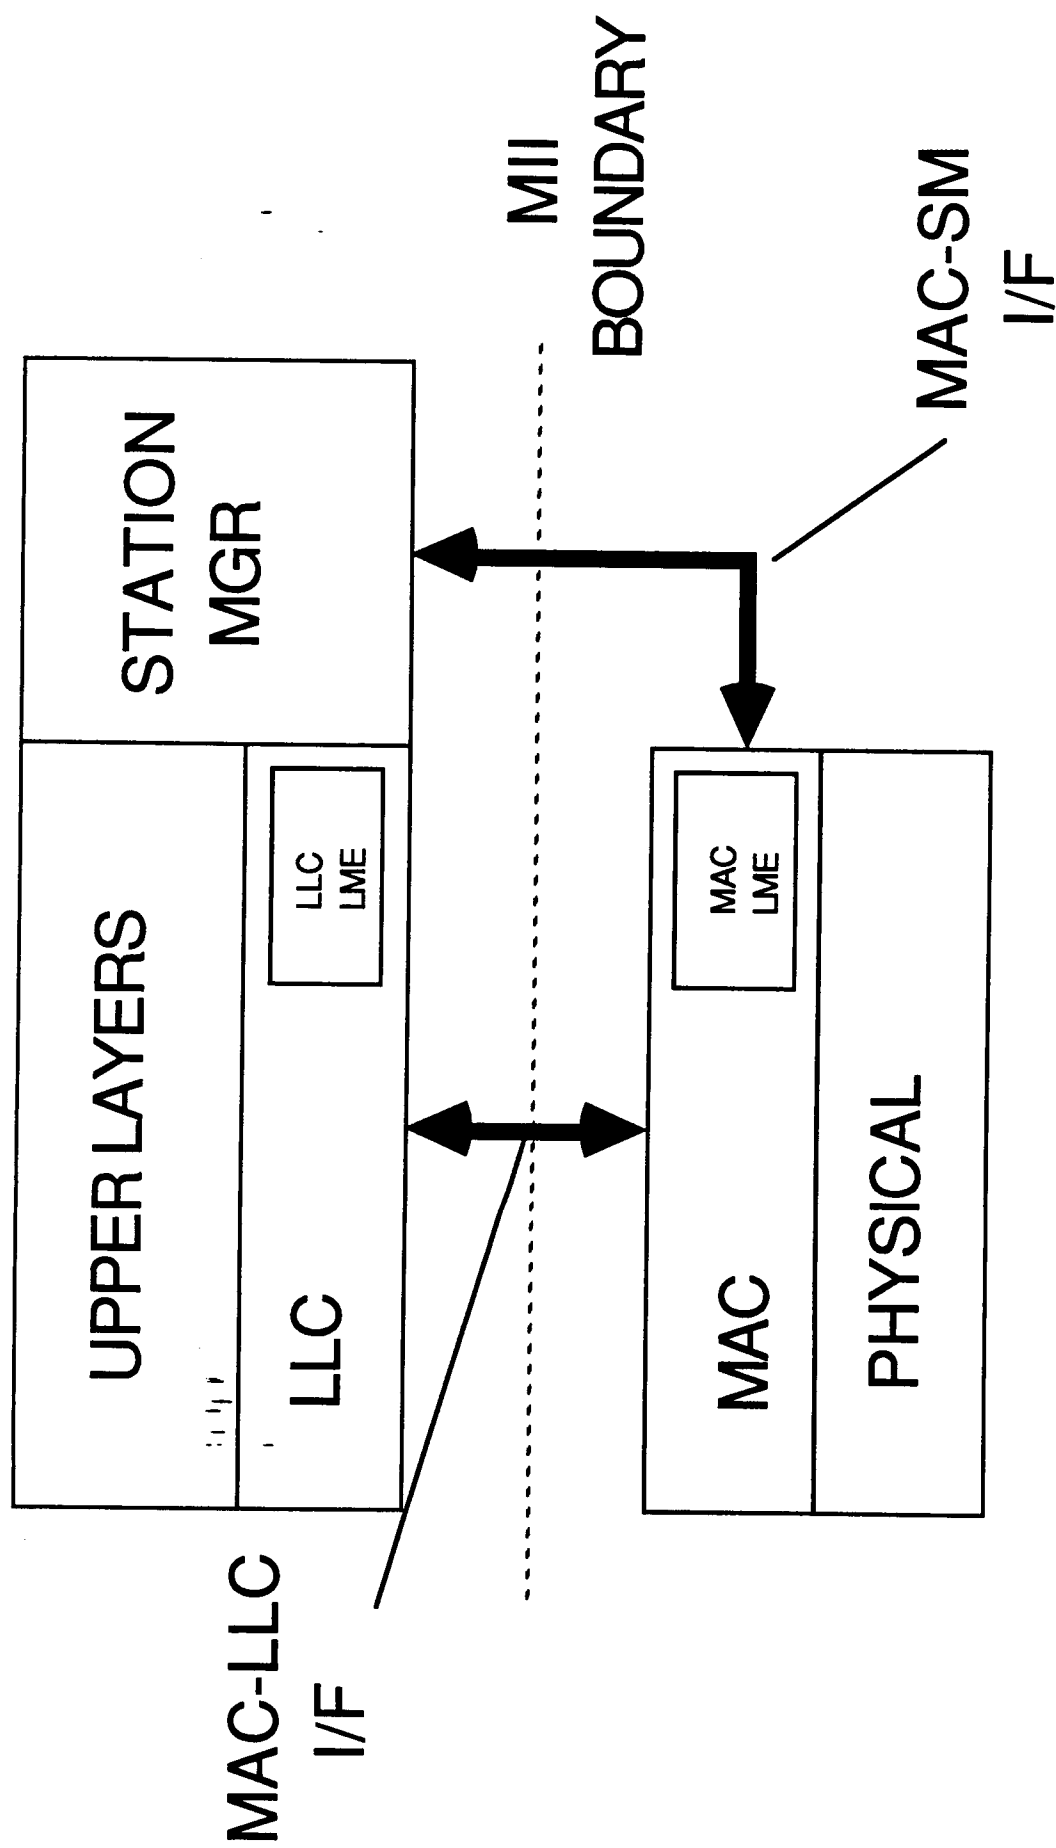 UPPER LAYERS
STATION
MGR
LLC
LLC
LME
MAC-LLC
I/F
MII
BOUNDARY
MAC
MAC
LME
PHYSICAL
MAC-SM
I/F